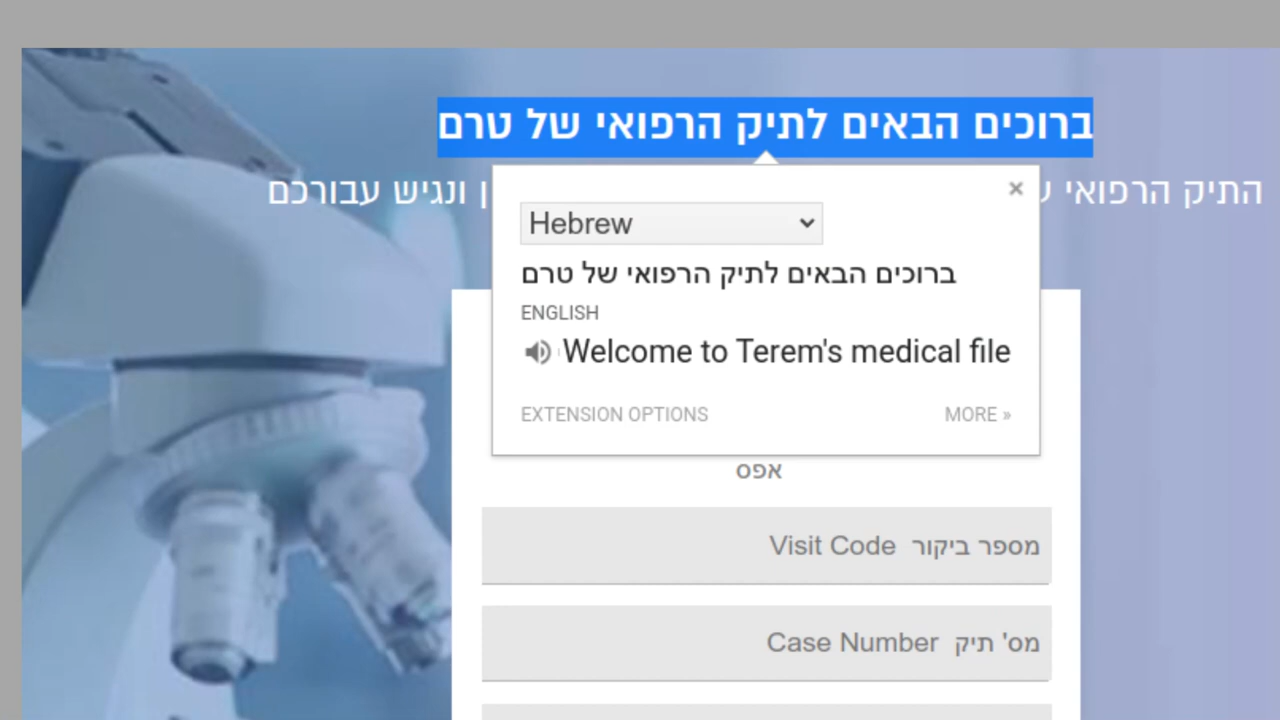 ברוכים הבאים לתיק הרפואי של טרם
התיק הרפואי ן ונגיש עבורכם
×
Hebrew
ברוכים הבאים לתיק הרפואי של טרם
ENGLISH
Welcome to Terem's medical file
EXTENSION OPTIONS MORE »
אפס
מספר ביקור Visit Code
מס' תיק Case Number